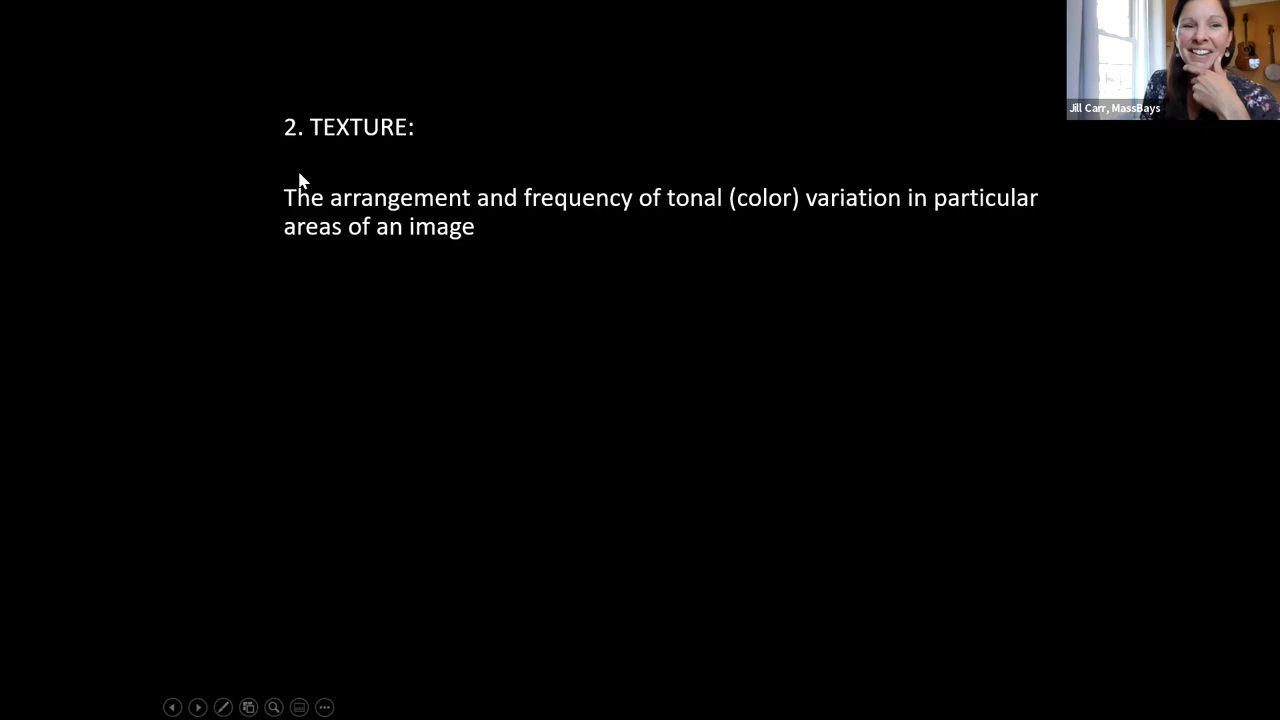 Jill Carr, MassBays
2. TEXTURE:
The arrangement and frequency of tonal (color) variation in particular
areas of an image